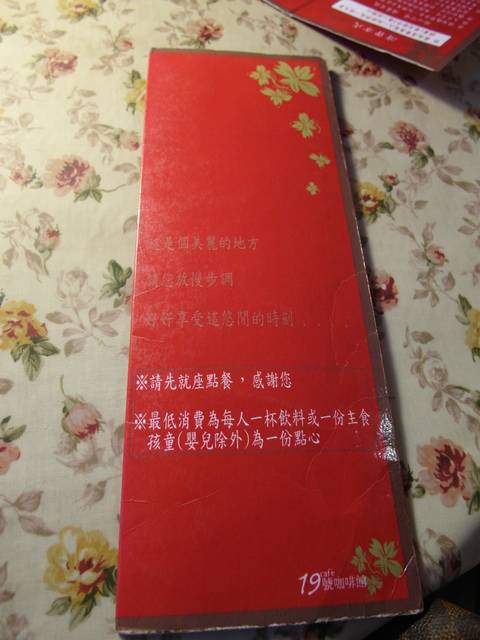 這是個美麗的地方
請您放慢步調
好好享受這悠閒的時刻....
※請先就座點餐，感謝您
※最低消費為每人一杯飲料或一份主食
孩童(嬰兒除外)為一份點心
cafe
19號咖啡館